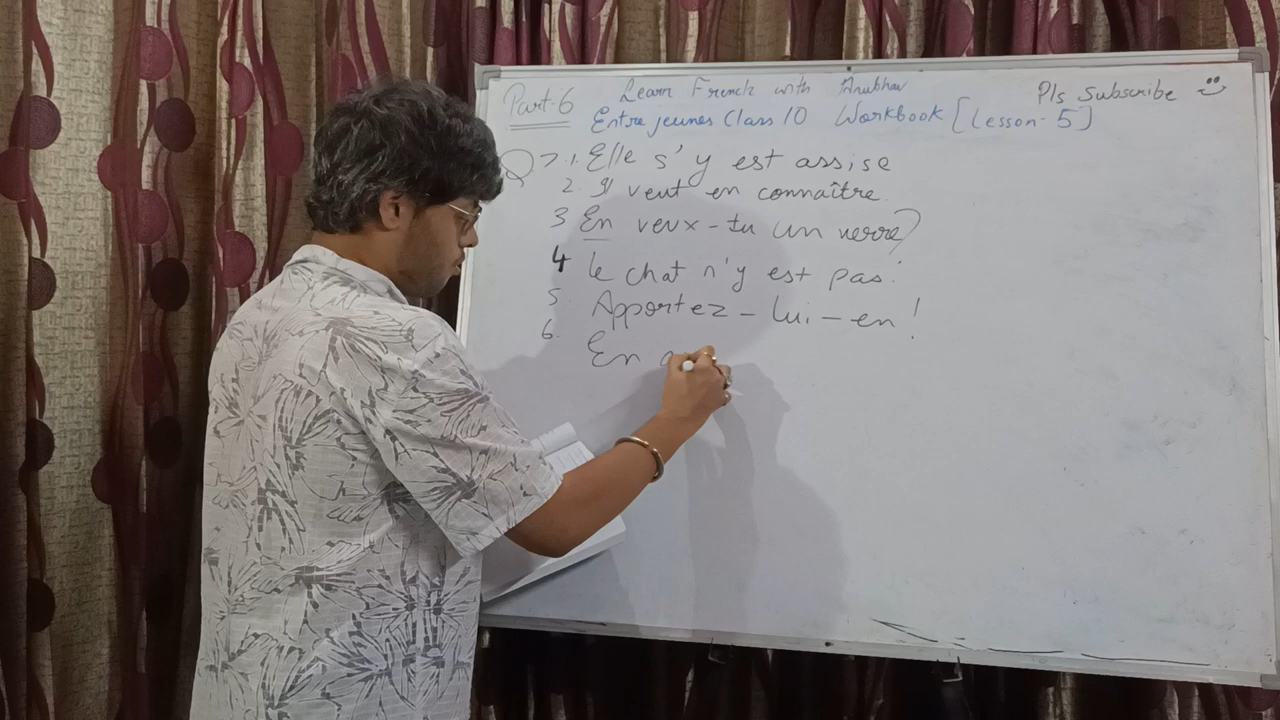 Part-6 Learn French with Anubhav Pls Subscribe
Entre jeunes Class 10 Workbook [Lesson-5]
Q7.1. Elle s'y est assise
2. Il veut en connaître.
3 En veux-tu un verre?
4 Le chat n'y est pas.
5. Apportez-lui-en!
6. En